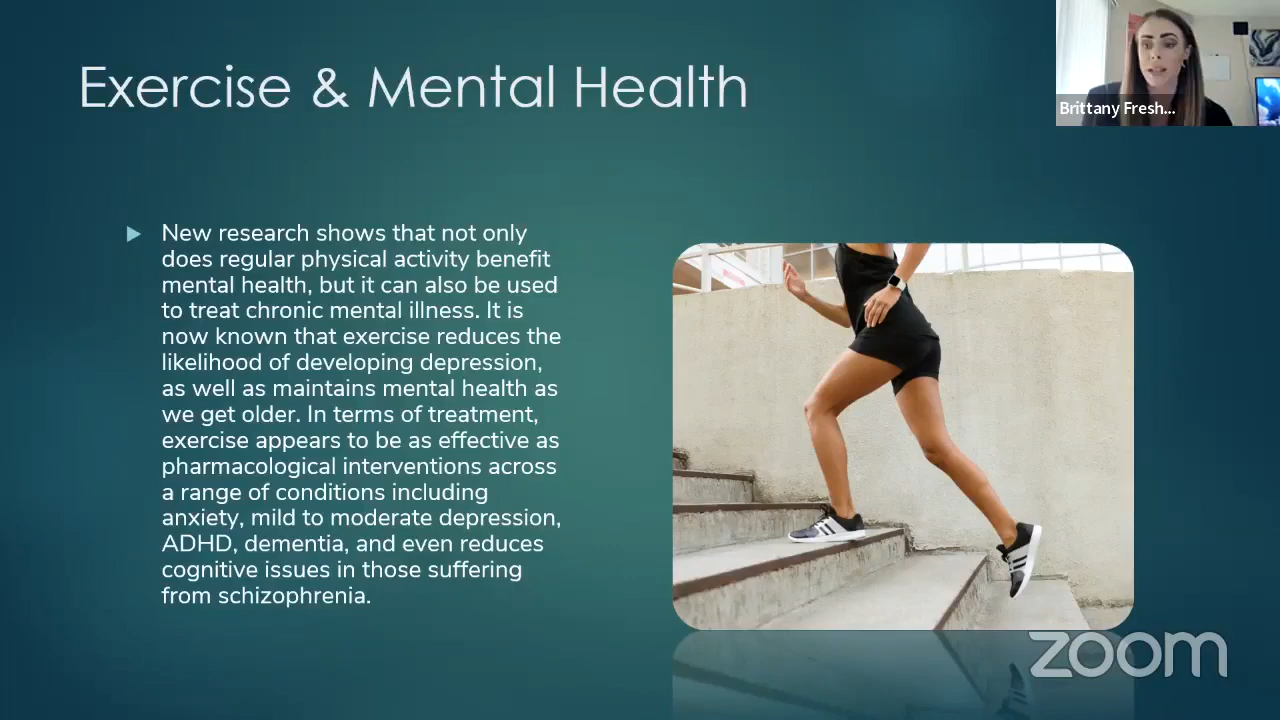 Exercise & Mental Health
Brittany Fresh...
New research shows that not only
does regular physical activity benefit
mental health, but it can also be used
to treat chronic mental illness. It is
now known that exercise reduces the
likelihood of developing depression,
as well as maintains mental health as
we get older. In terms of treatment,
exercise appears to be as effective as
pharmacological interventions across
a range of conditions including
anxiety, mild to moderate depression,
ADHD, dementia, and even reduces
cognitive issues in those suffering
from schizophrenia.
zoom